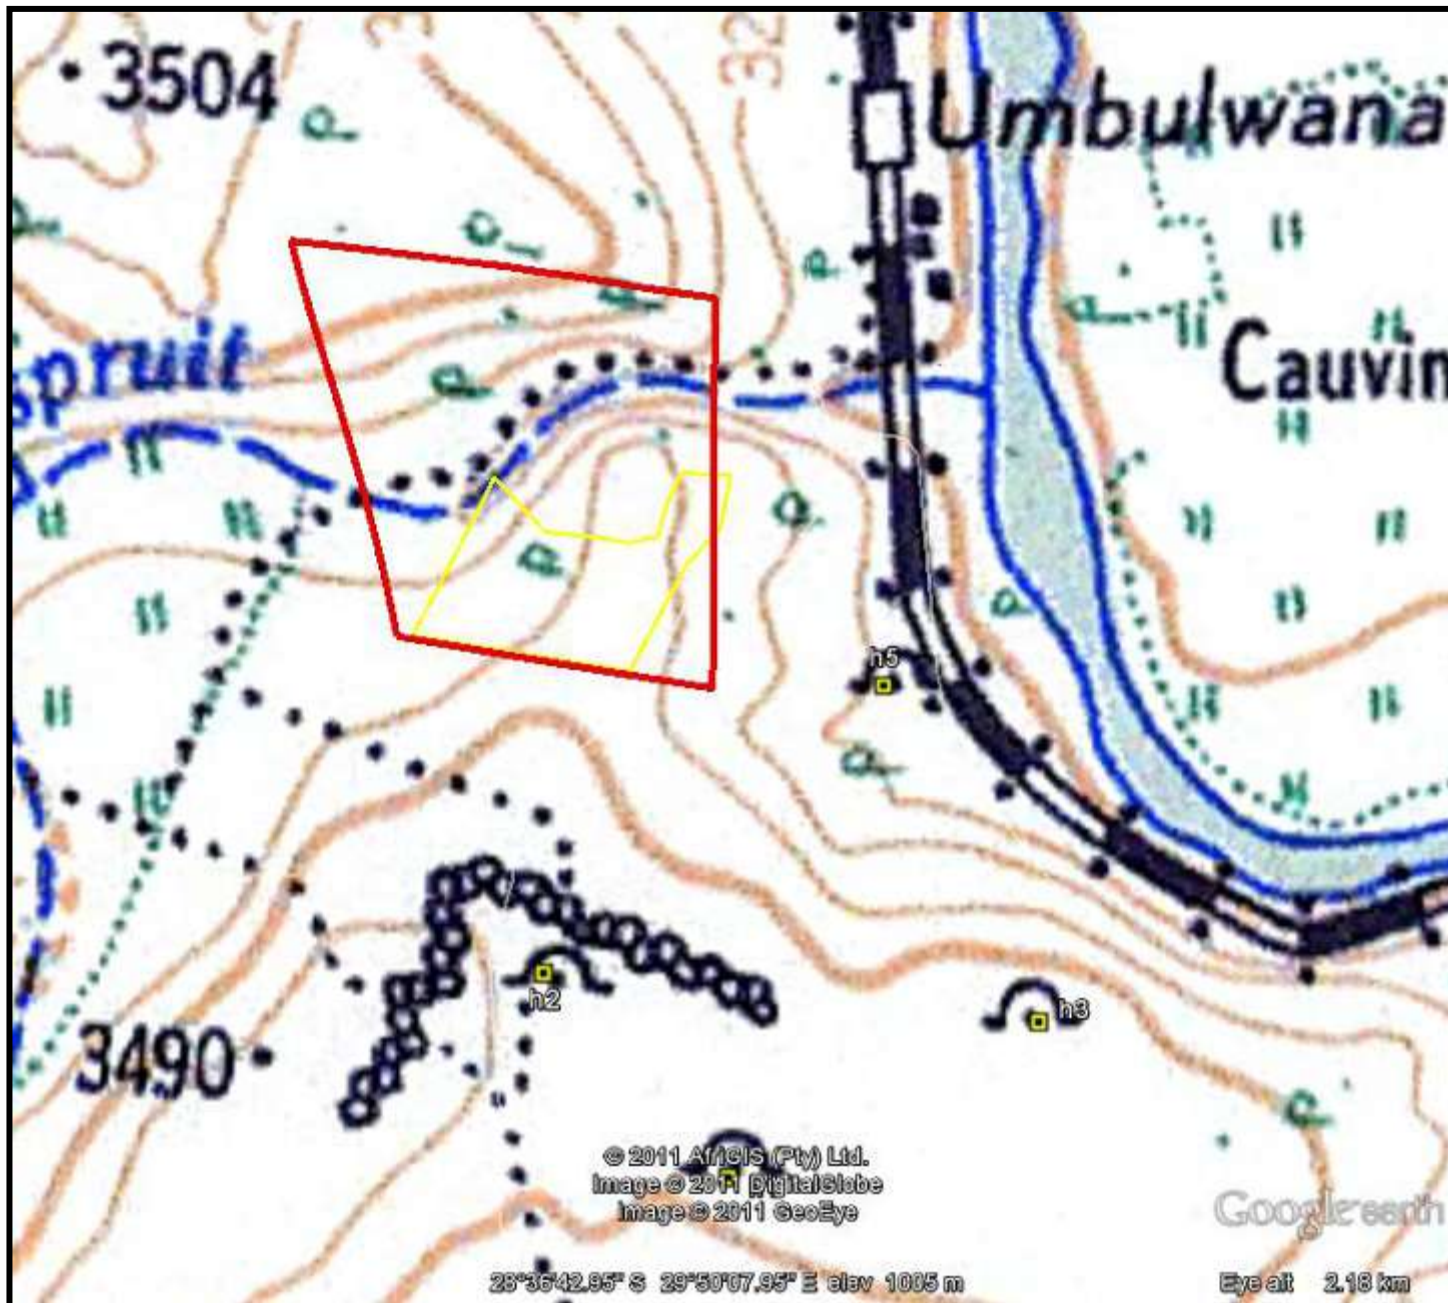 3504
32
Umbulwana
Cauvin
spruit
h5
h2
h3
3490
© 2011 AfriGIS (Pty) Ltd.
Image © 2011 DigitalGlobe
Image © 2011 GeoEye
Google earth
28°36'42.95" S 29°50'07.95" E elev 1005 m
Eye alt 2.18 km